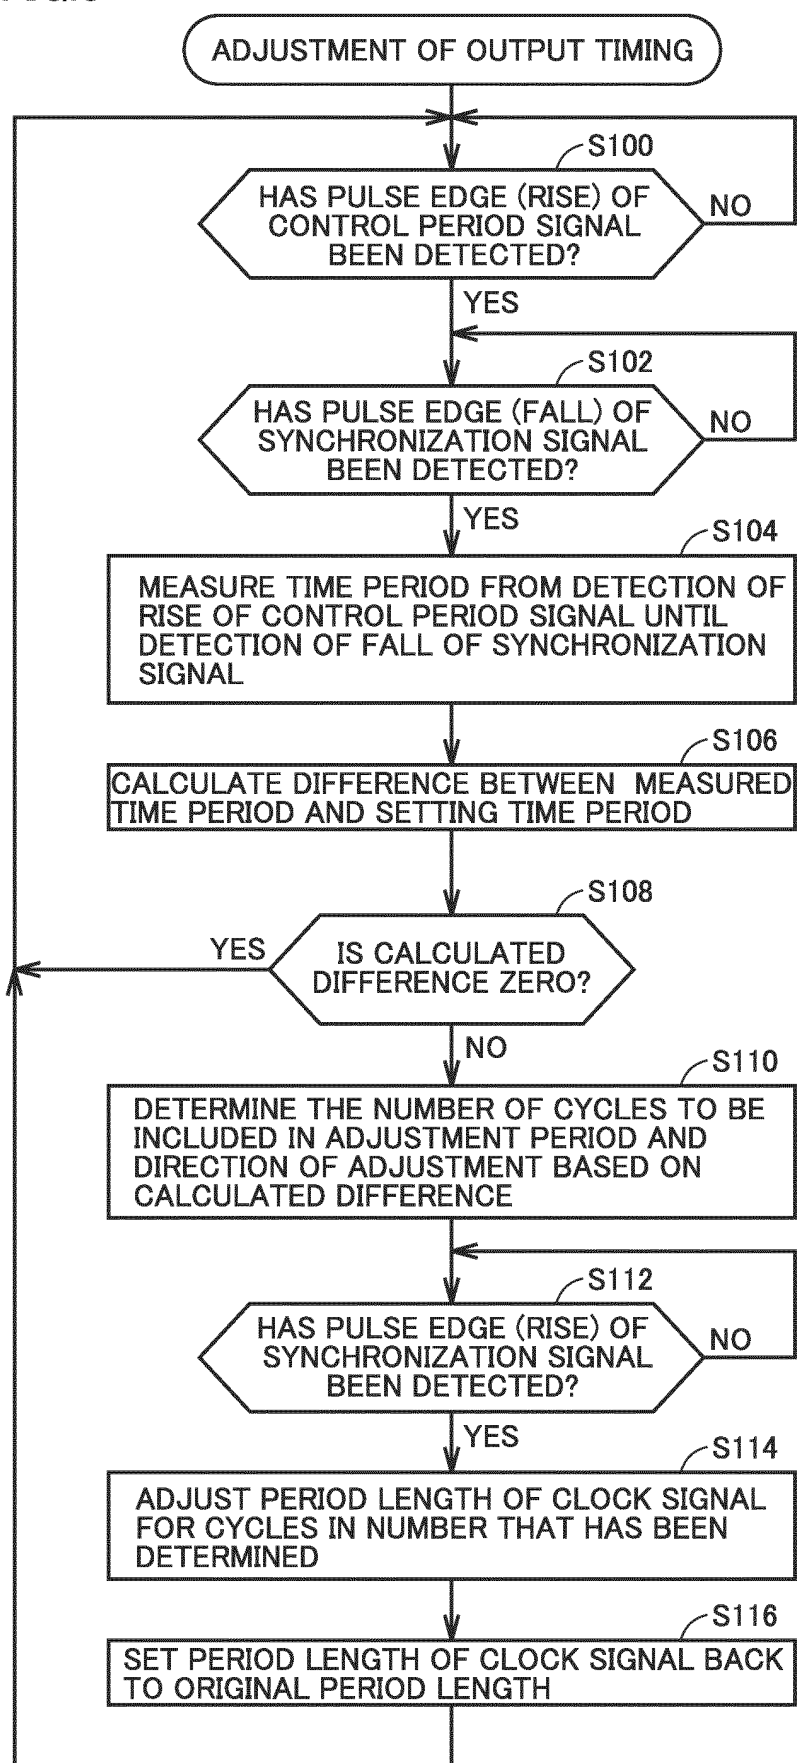 ADJUSTMENT OF OUTPUT TIMING
S100
HAS PULSE EDGE (RISE) OF
CONTROL PERIOD SIGNAL
BEEN DETECTED?
NO
YES
S102
HAS PULSE EDGE (FALL) OF
SYNCHRONIZATION SIGNAL
BEEN DETECTED?
NO
YES
S104
MEASURE TIME PERIOD FROM DETECTION OF
RISE OF CONTROL PERIOD SIGNAL UNTIL
DETECTION OF FALL OF SYNCHRONIZATION
SIGNAL
S106
CALCULATE DIFFERENCE BETWEEN MEASURED
TIME PERIOD AND SETTING TIME PERIOD
S108
YES
IS CALCULATED
DIFFERENCE ZERO?
NO
S110
DETERMINE THE NUMBER OF CYCLES TO BE
INCLUDED IN ADJUSTMENT PERIOD AND
DIRECTION OF ADJUSTMENT BASED ON
CALCULATED DIFFERENCE
S112
HAS PULSE EDGE (RISE) OF
SYNCHRONIZATION SIGNAL
BEEN DETECTED?
NO
YES
S114
ADJUST PERIOD LENGTH OF CLOCK SIGNAL
FOR CYCLES IN NUMBER THAT HAS BEEN
DETERMINED
S116
SET PERIOD LENGTH OF CLOCK SIGNAL BACK
TO ORIGINAL PERIOD LENGTH